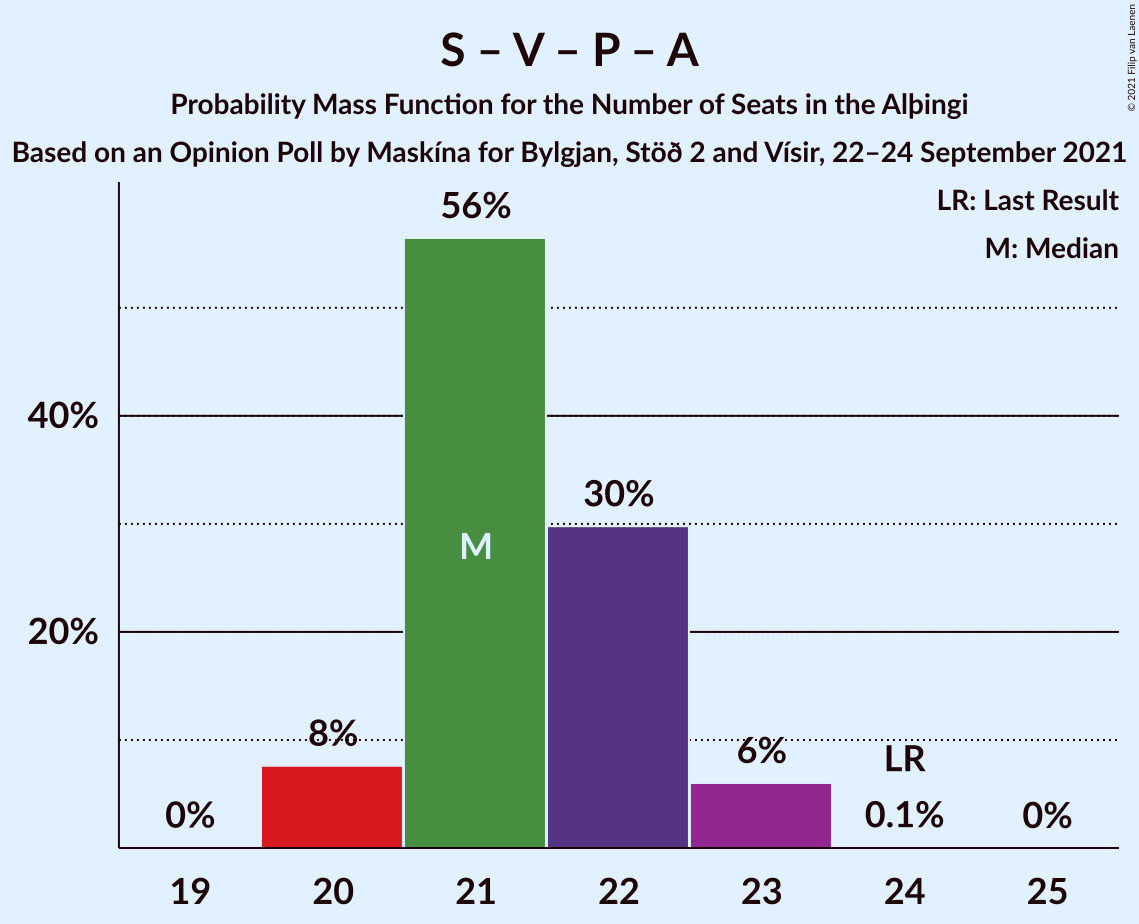 S – V – P – A
Probability Mass Function for the Number of Seats in the Alþingi
Based on an Opinion Poll by Maskína for Bylgjan, Stöð 2 and Vísir, 22–24 September 2021
© 2021 Filip van Laenen
LR: Last Result
M: Median
56%
40%
30%
M
20%
8%
6%
LR
0%
0.1%
0%
19 20 21 22 23 24 25